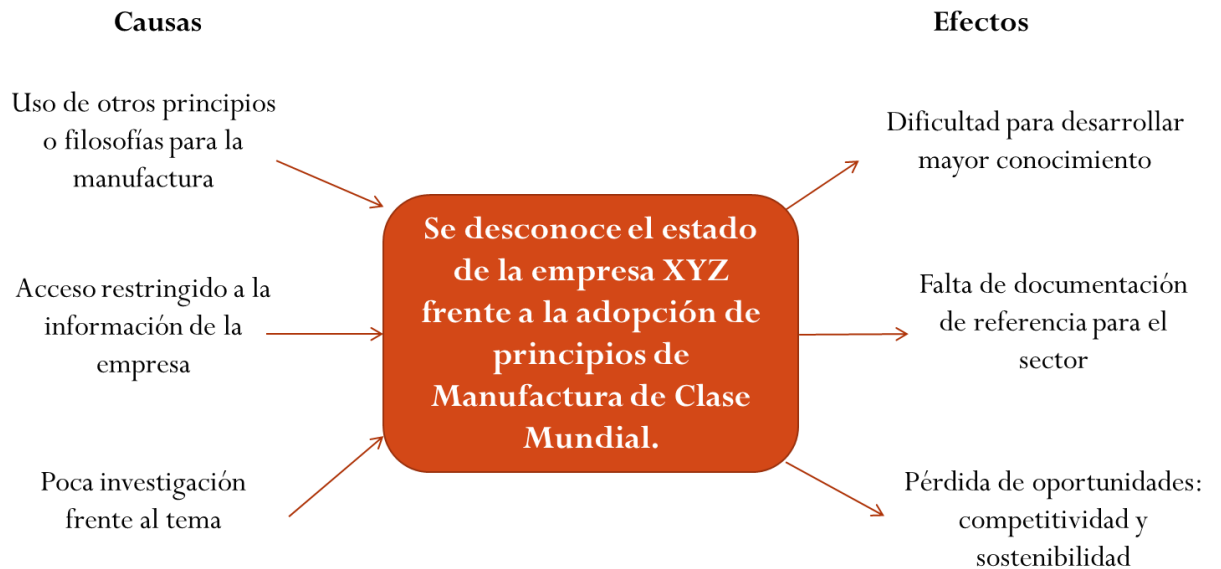 Causas
Uso de otros principios
o filosofías para la
manufactura
Acceso restringido a la
información de la
empresa
Poca investigación
frente al tema
Se desconoce el estado
de la empresa XYZ
frente a la adopción de
principios de
Manufactura de Clase
Mundial.
Efectos
Dificultad para desarrollar
mayor conocimiento
Falta de documentación
de referencia para el
sector
Pérdida de oportunidades:
competitividad y
sostenibilidad